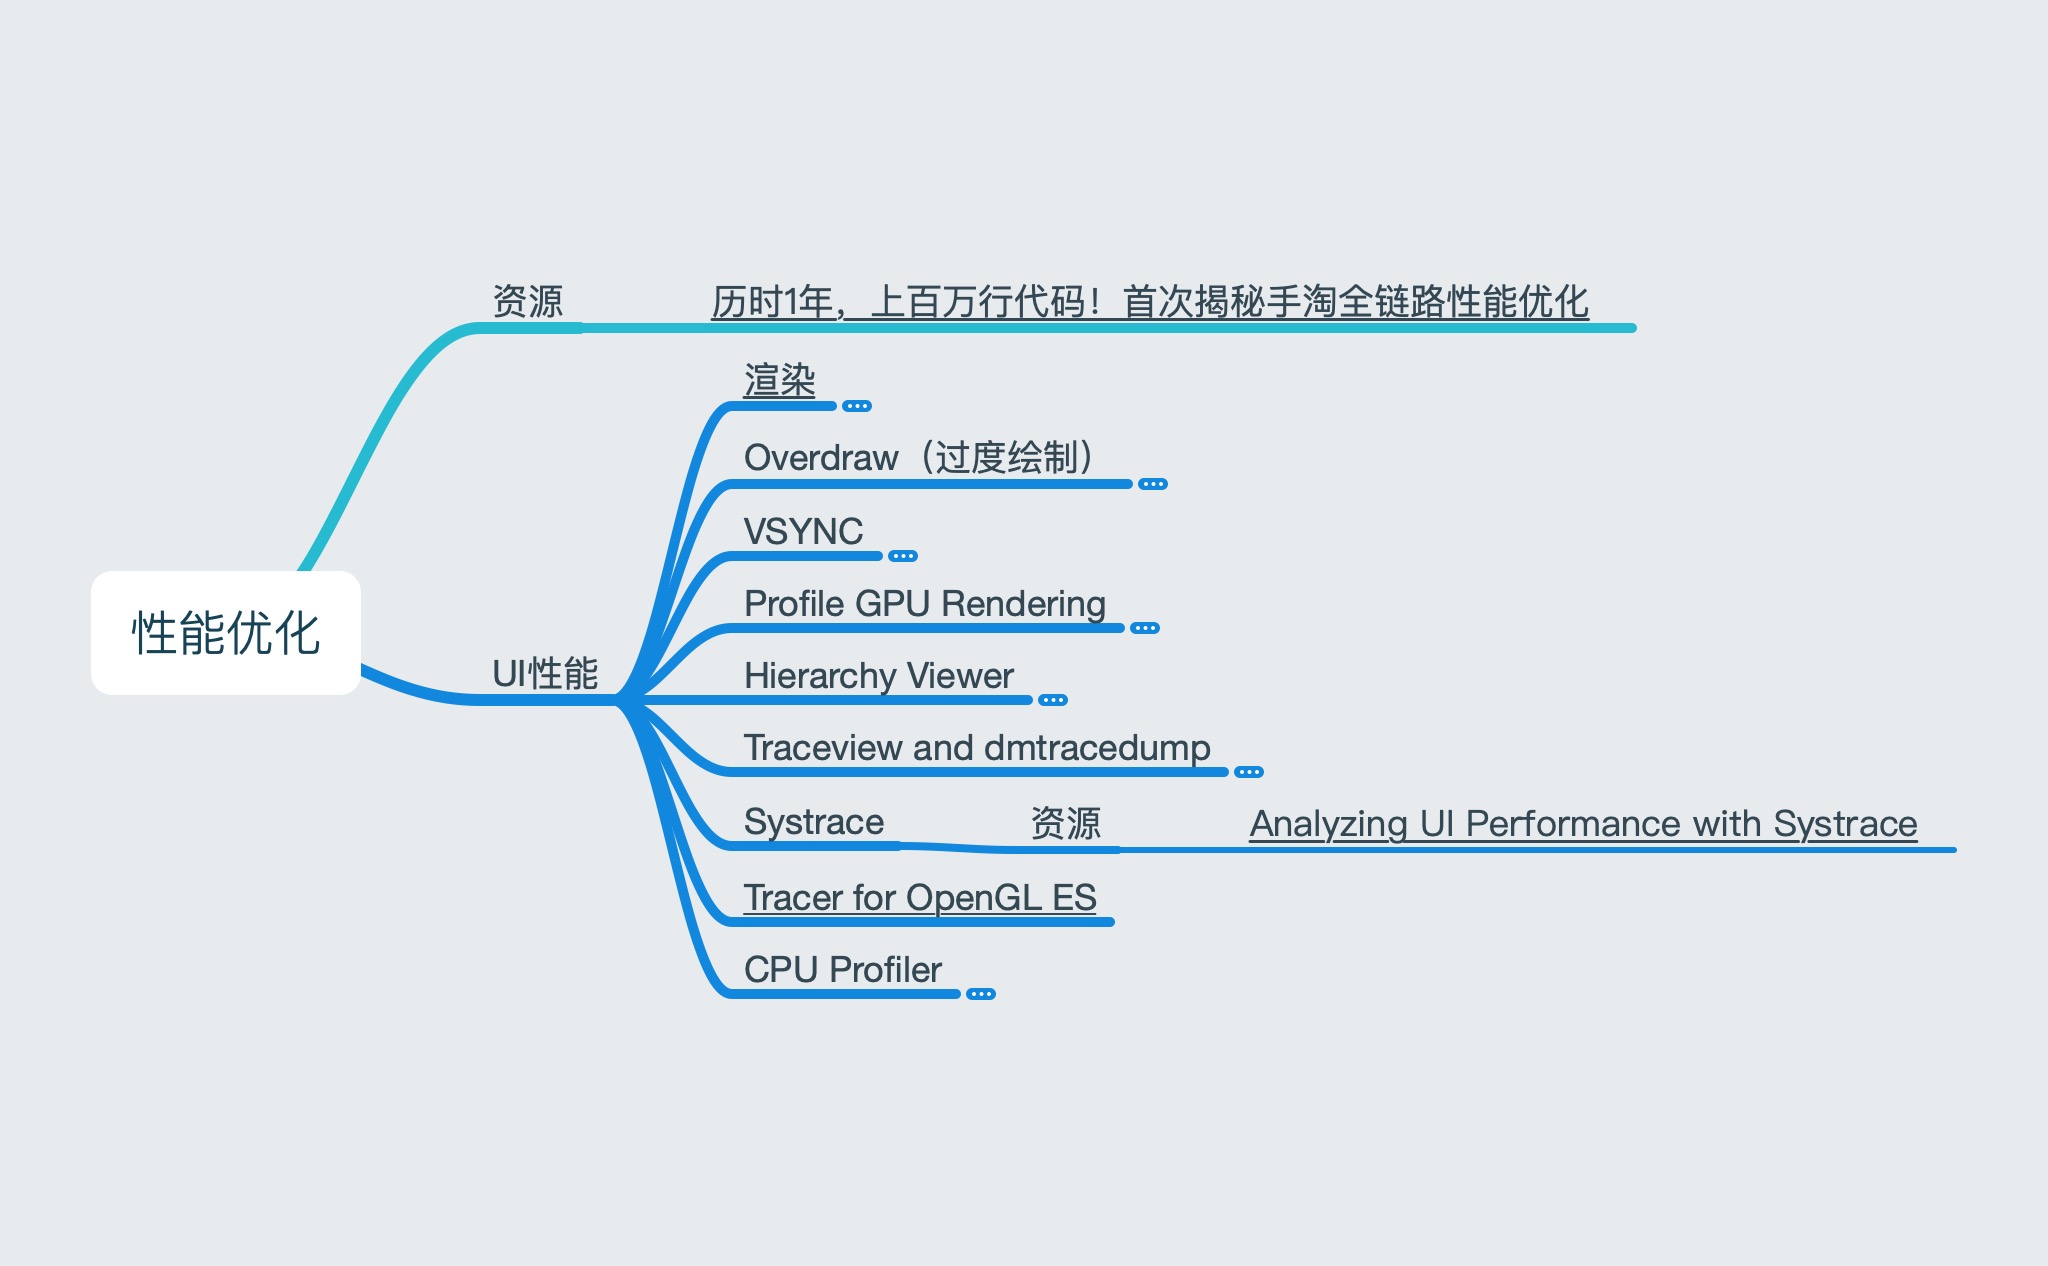 资源
历时1年，上百万行代码！首次揭秘手淘全链路性能优化
渲染
Overdraw（过度绘制）
VSYNC
Profile GPU Rendering
性能优化
UI性能
Hierarchy Viewer
Traceview and dmtracedump
Systrace
资源
Analyzing UI Performance with Systrace
Tracer for OpenGL ES
CPU Profiler